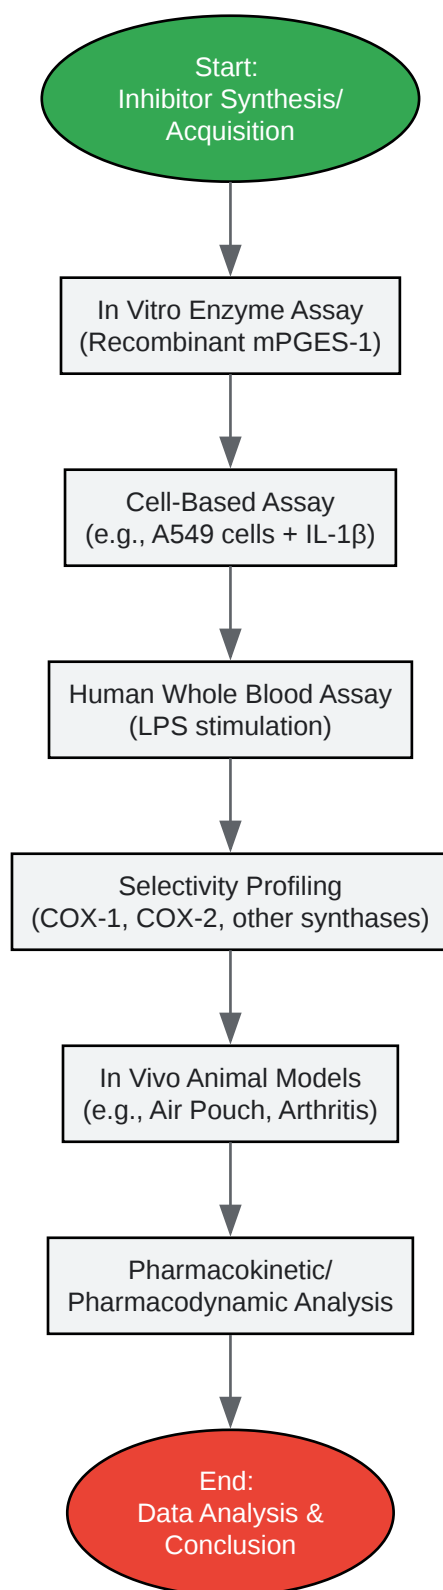 Start:
Inhibitor Synthesis/
Acquisition
In Vitro Enzyme Assay
(Recombinant mPGES-1)
Cell-Based Assay
(e.g., A549 cells + IL-1β)
Human Whole Blood Assay
(LPS stimulation)
Selectivity Profiling
(COX-1, COX-2, other synthases)
In Vivo Animal Models
(e.g., Air Pouch, Arthritis)
Pharmacokinetic/
Pharmacodynamic Analysis
End:
Data Analysis &
Conclusion